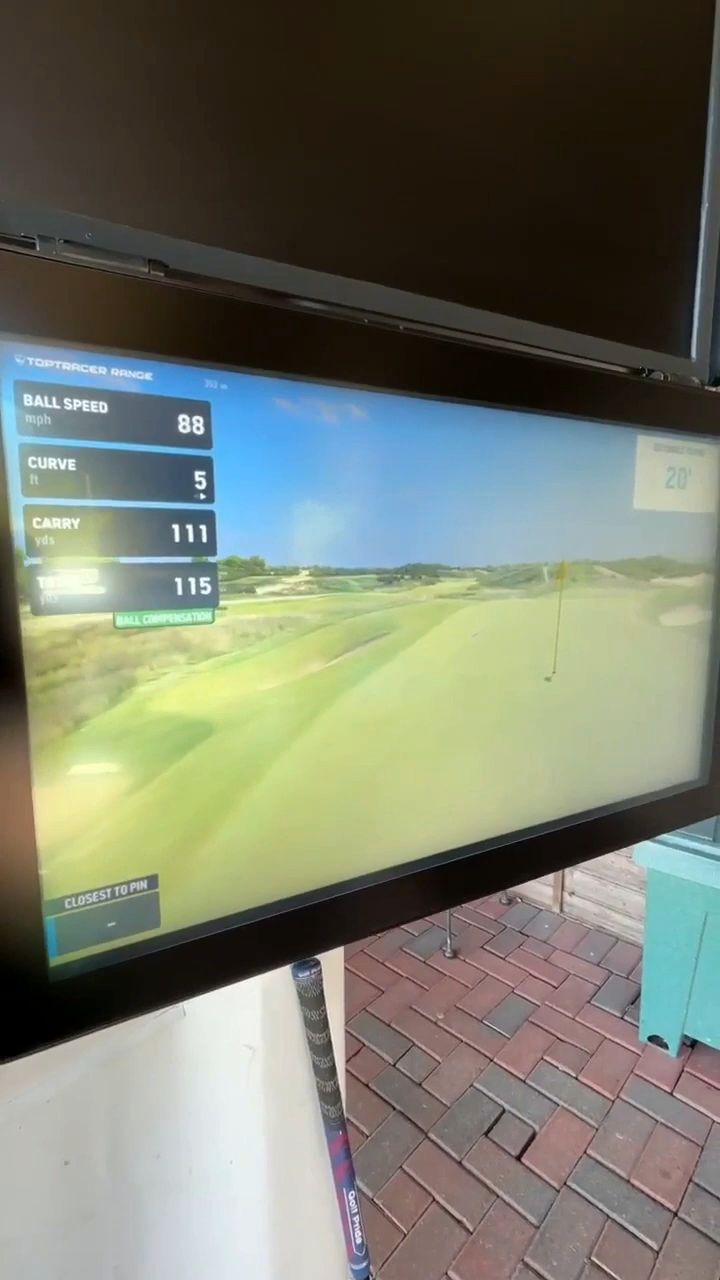 TOPTRACER RANGE
BALL SPEED
mph
88
CURVE
ft
5
CARRY
yds
111
yds
115
BALL COMPENSATION
20'
CLOSEST TO PIN
-
Golf Pride